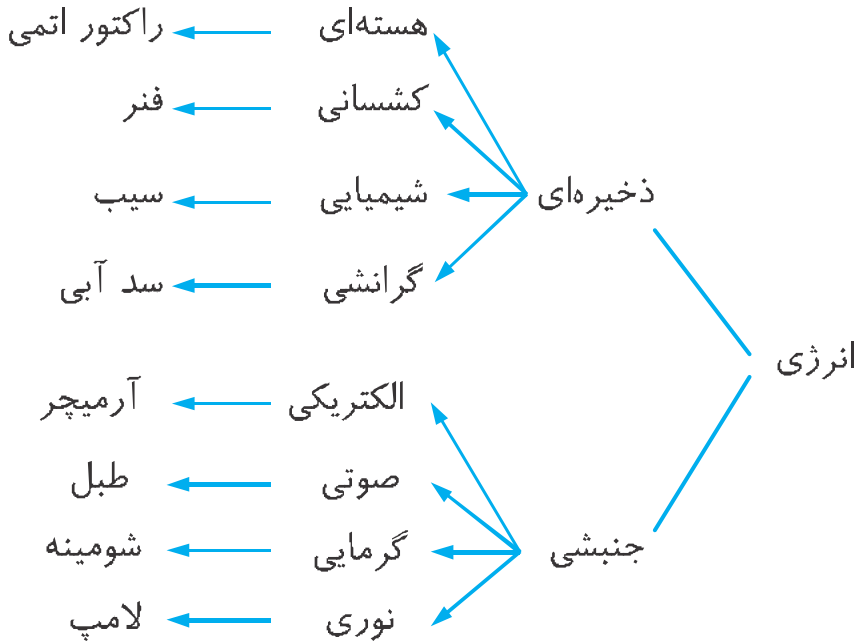 هسته‌ای راکتور اتمی
کشسانی فنر
ذخیره‌ای شیمیایی سیب
گرانشی سد آبی
انرژی
الکتریکی آرمیچر
صوتی طبل
جنبشی گرمایی شومینه
نوری لامپ